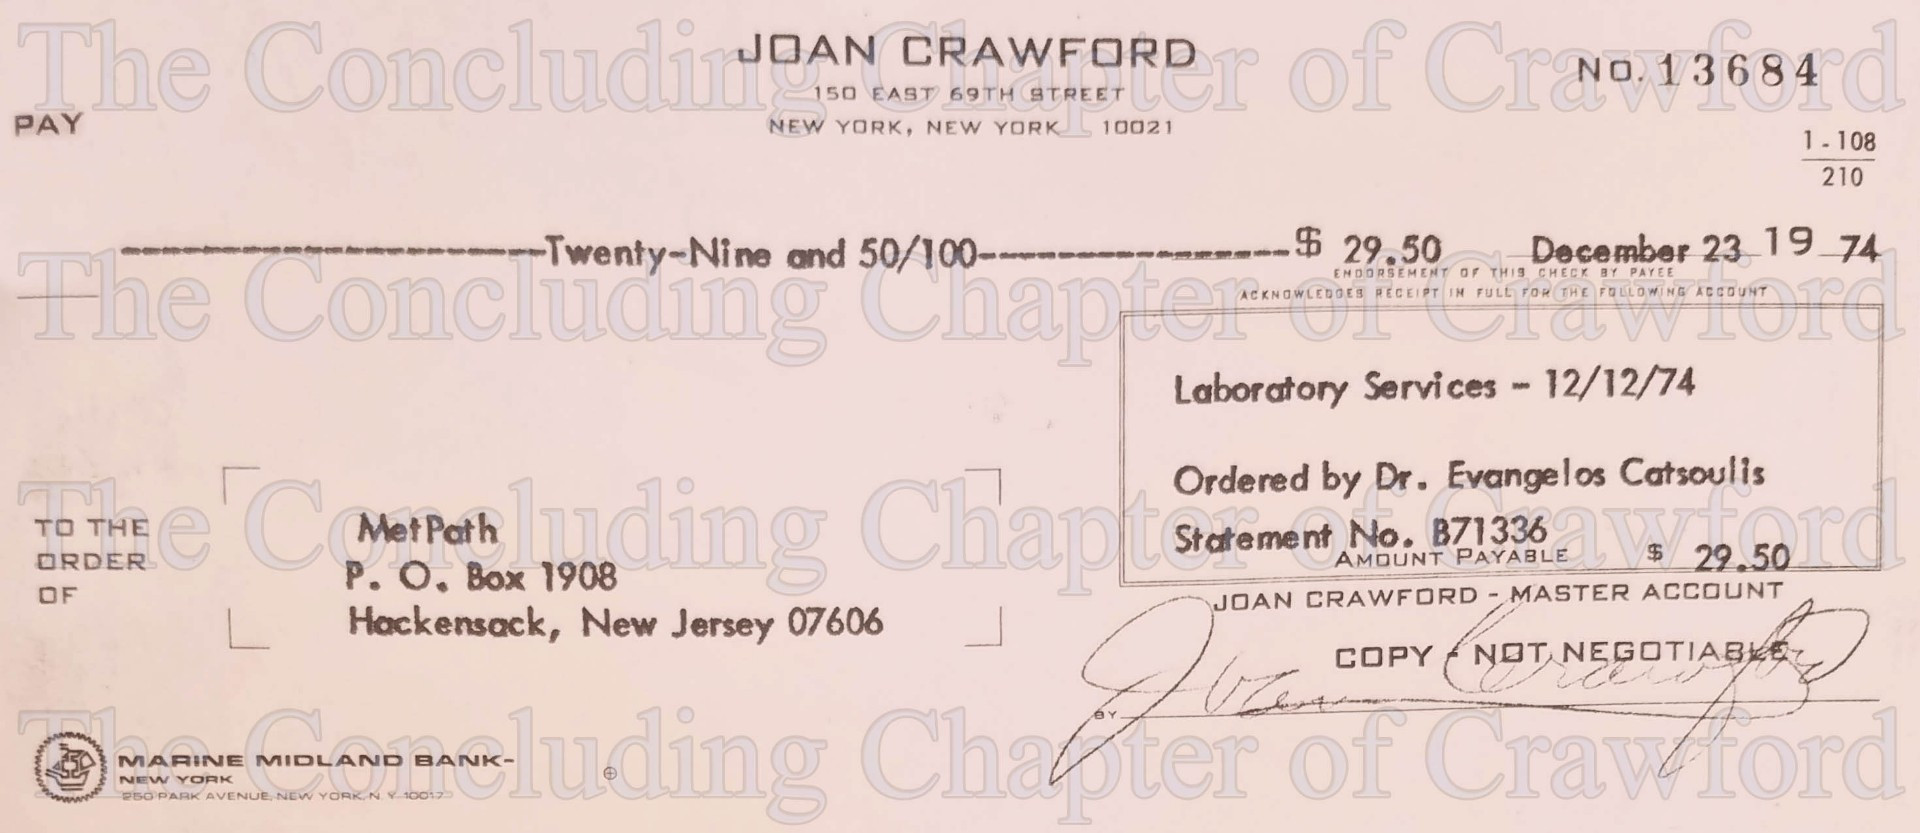 The Concluding Chapter of Crawford
JOAN CRAWFORD
150 EAST 69TH STREET
NEW YORK, NEW YORK 10021
NO. 13684
PAY
1-108
210
Twenty-Nine and 50/100 $ 29.50 December 23 19 74
ENDORSEMENT OF THIS CHECK BY PAYEE
ACKNOWLEDGES RECEIPT IN FULL FOR THE FOLLOWING ACCOUNT
The Concluding Chapter of Crawford
Laboratory Services - 12/12/74
Ordered by Dr. Evangelos Catsoulis
Statement No. B71336
AMOUNT PAYABLE $ 29.50
The Concluding Chapter of Crawford
TO THE
ORDER
OF
MetPath
P. O. Box 1908
Hackensack, New Jersey 07606
JOAN CRAWFORD - MASTER ACCOUNT
COPY - NOT NEGOTIABLE
BY Joan Crawford
The Concluding Chapter of Crawford
MARINE MIDLAND BANK-
NEW YORK
250 PARK AVENUE, NEW YORK, N.Y. 10017